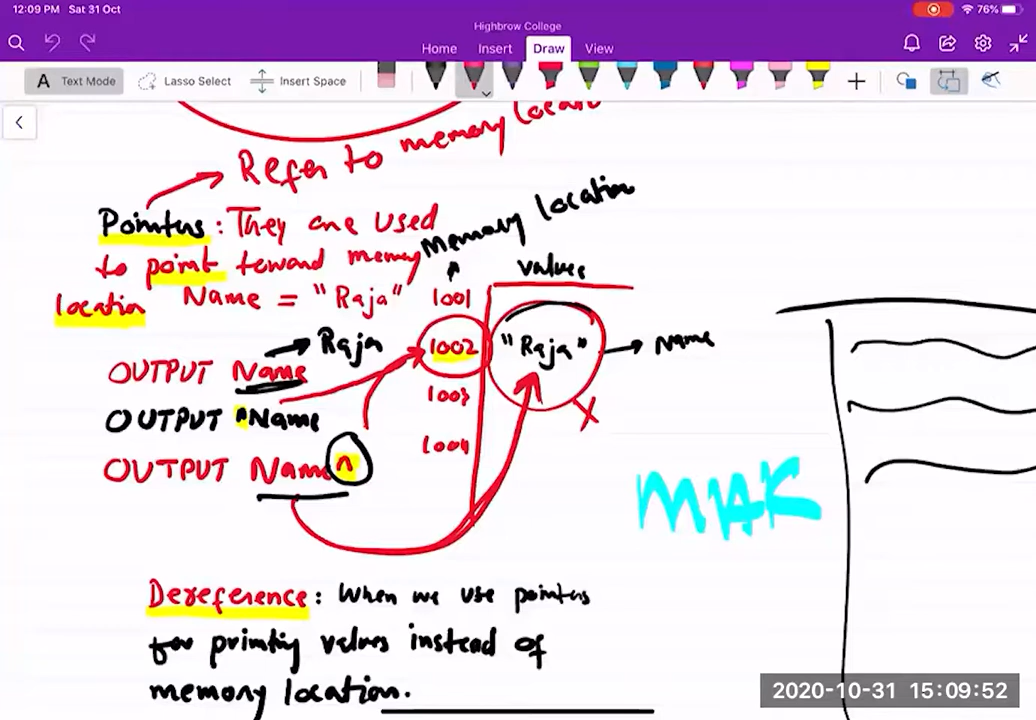 12:09 PM Sat 31 Oct
76%
Highbrow College
Home Insert Draw View
A Text Mode Lasso Select Insert Space
Refer to memory
Pointers : They are used
to point toward memory
location Name = "Raja"
Memory location
values
1001
1002 "Raja" → Name
1003
1004
OUTPUT Name → Raja
OUTPUT ^Name
OUTPUT Name^
X
MAK
Dereference : When we use pointers
for printing values instead of
memory location.
2020-10-31 15:09:52